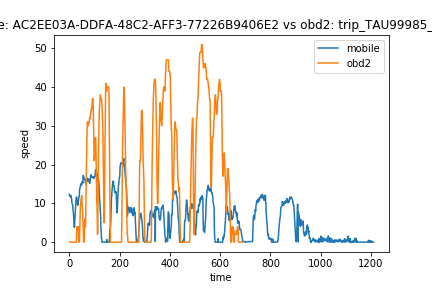 e: AC2EE03A-DDFA-48C2-AFF3-77226B9406E2 vs obd2: trip_TAU99985_
mobile
obd2
speed
50
40
30
20
10
0
0 200 400 600 800 1000 1200
time